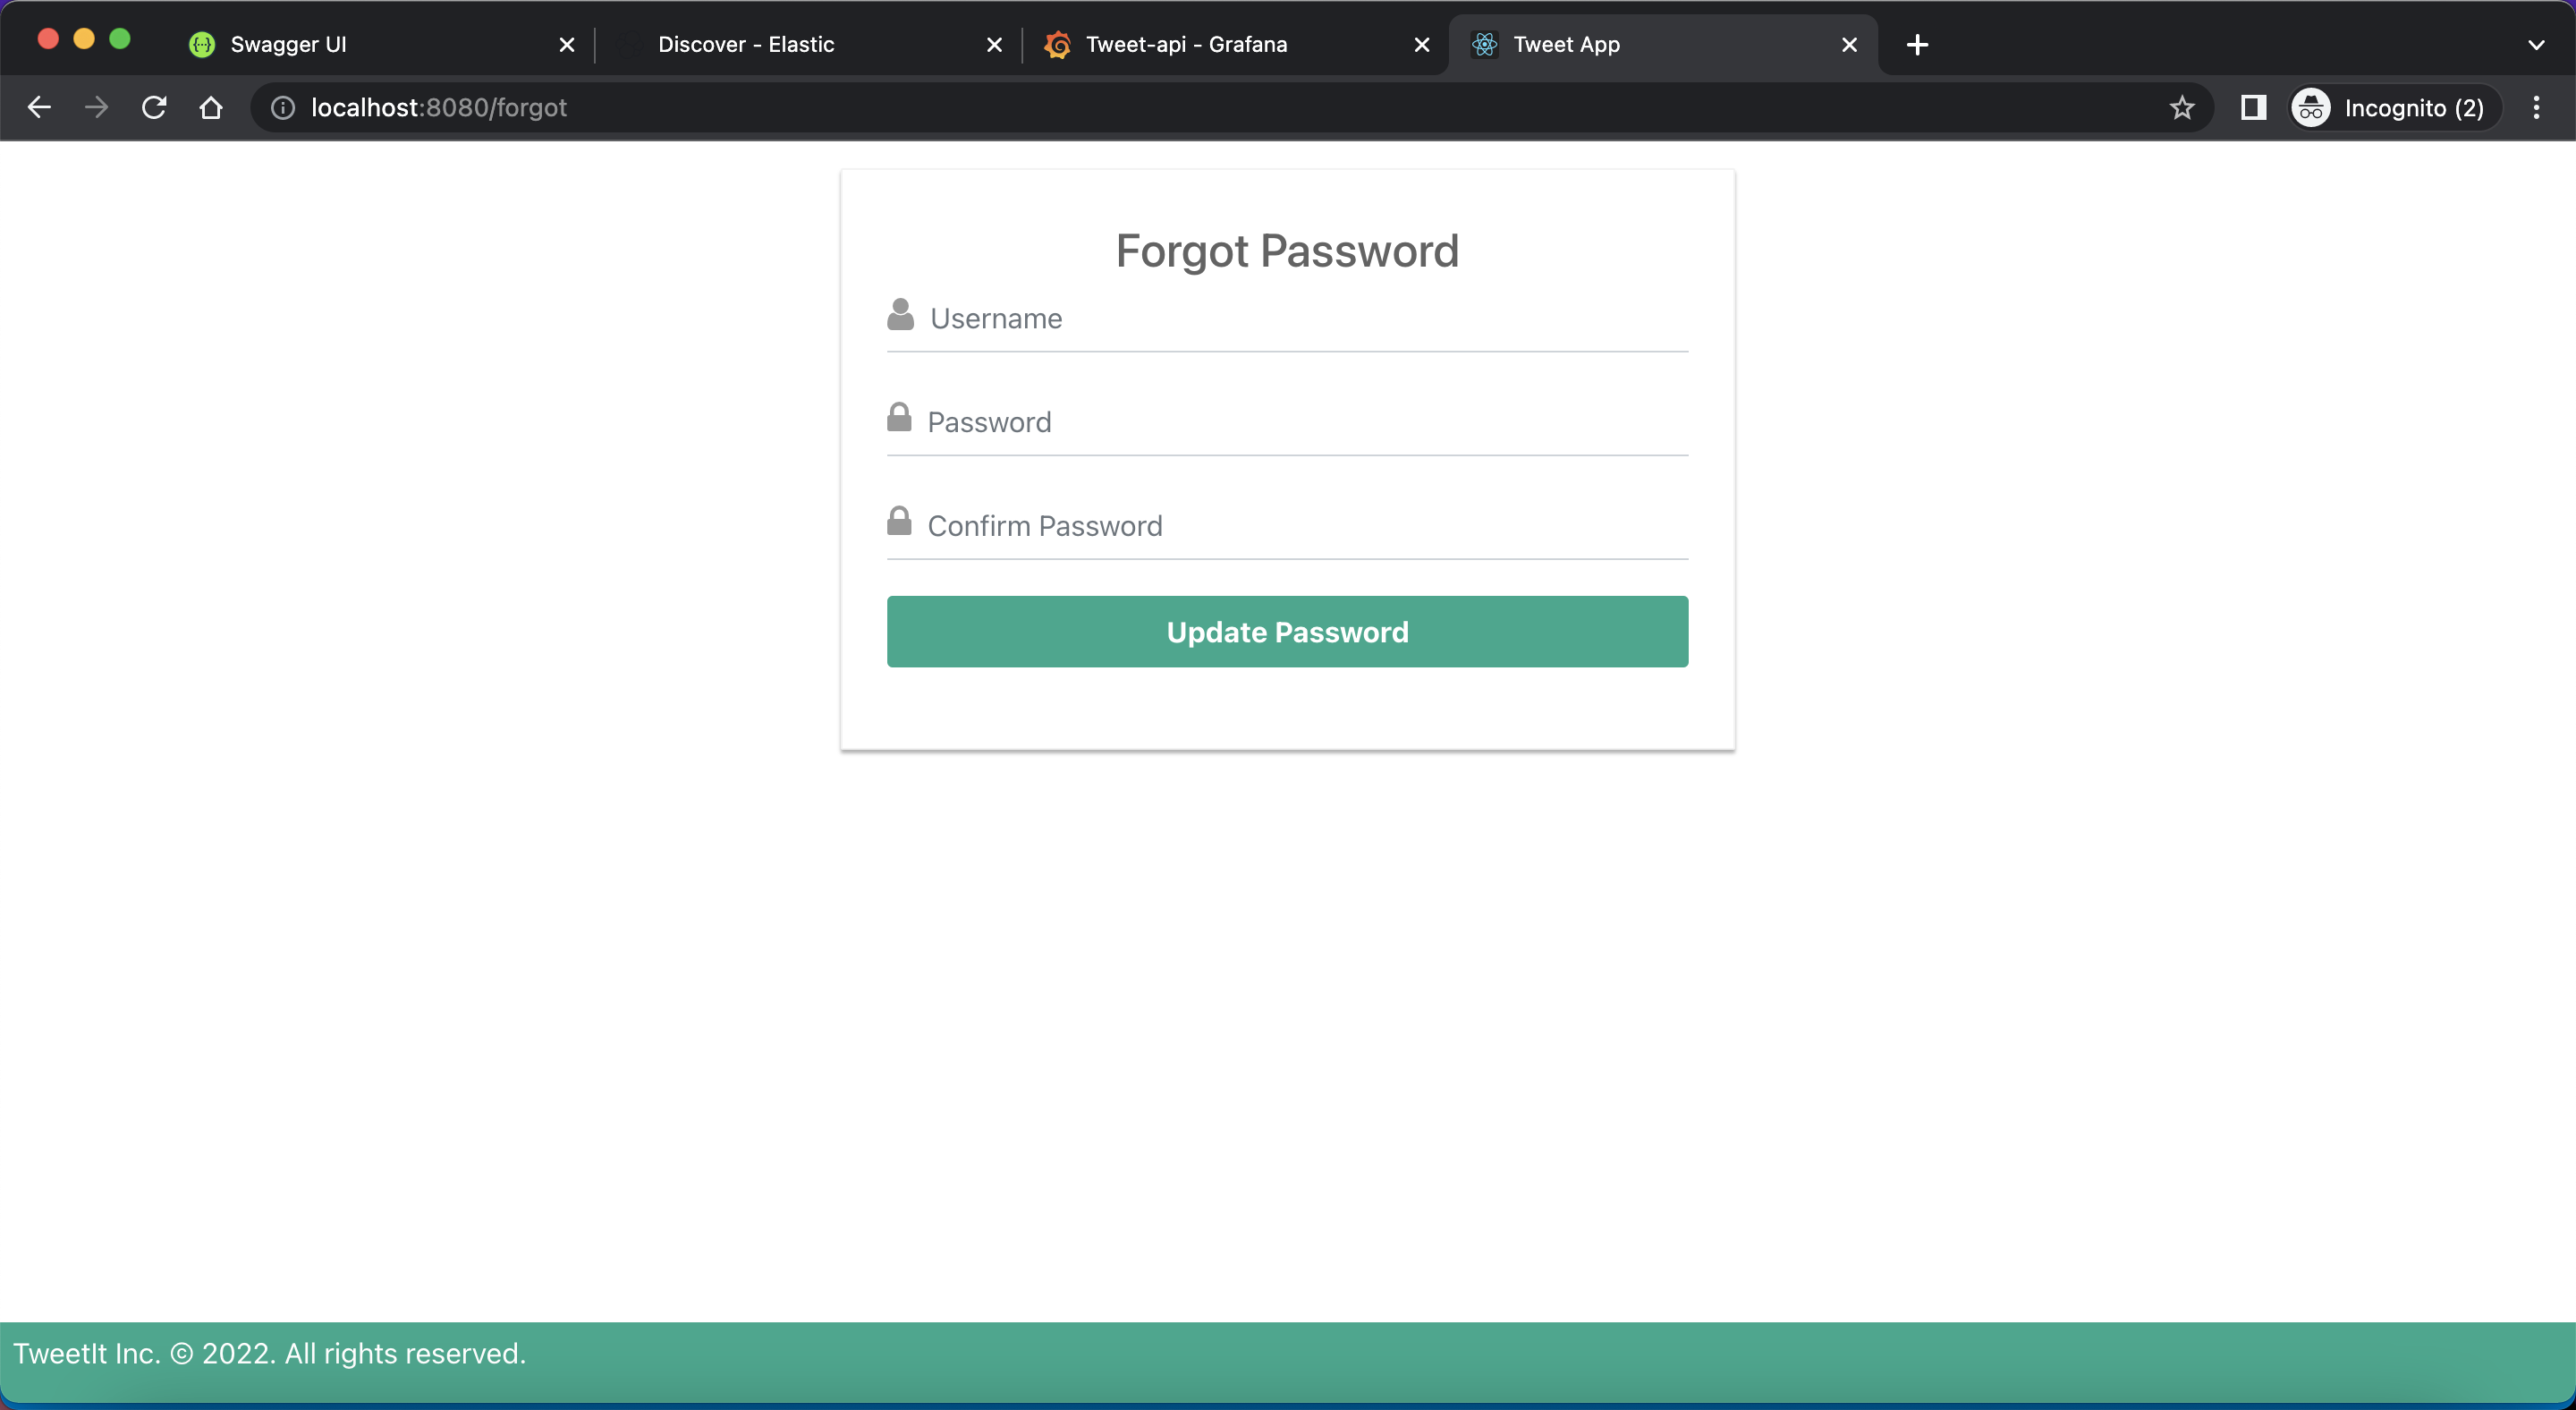 Swagger UI
Discover - Elastic
Tweet-api - Grafana
Tweet App
localhost:8080/forgot
Incognito (2)
Forgot Password
Username
Password
Confirm Password
Update Password
TweetIt Inc. © 2022. All rights reserved.